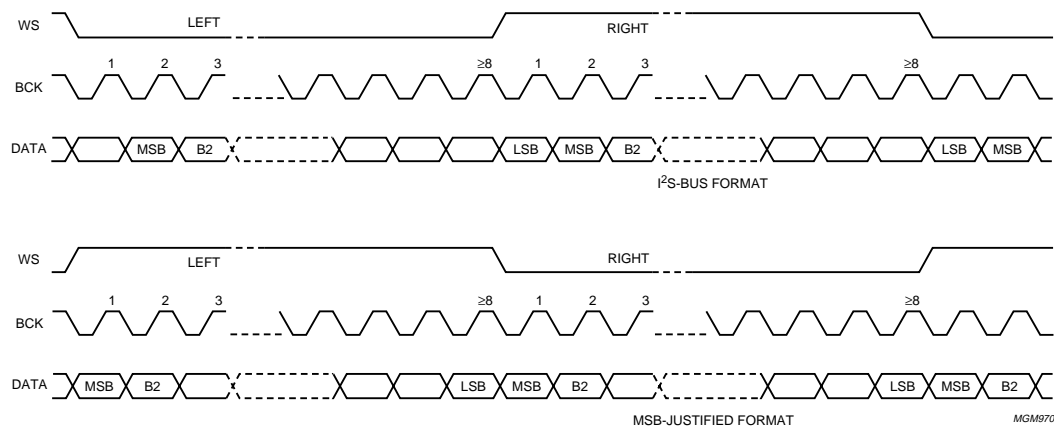 WS LEFT RIGHT
1 2 3 ≥8 1 2 3 ≥8
BCK
DATA MSB B2 LSB MSB B2 LSB MSB
I²S-BUS FORMAT
WS LEFT RIGHT
1 2 3 ≥8 1 2 3 ≥8
BCK
DATA MSB B2 LSB MSB B2 LSB MSB B2
MSB-JUSTIFIED FORMAT MGM970